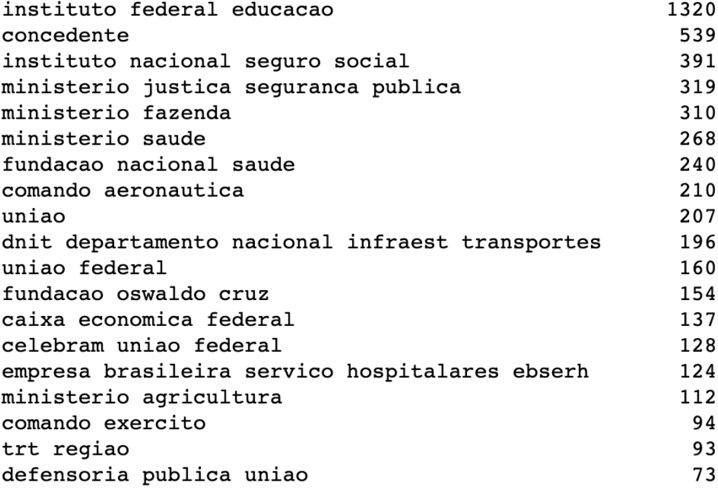 instituto federal educacao 1320
concedente 539
instituto nacional seguro social 391
ministerio justica seguranca publica 319
ministerio fazenda 310
ministerio saude 268
fundacao nacional saude 240
comando aeronautica 210
uniao 207
dnit departamento nacional infraest transportes 196
uniao federal 160
fundacao oswaldo cruz 154
caixa economica federal 137
celebram uniao federal 128
empresa brasileira servico hospitalares ebserh 124
ministerio agricultura 112
comando exercito 94
trt regiao 93
defensoria publica uniao 73